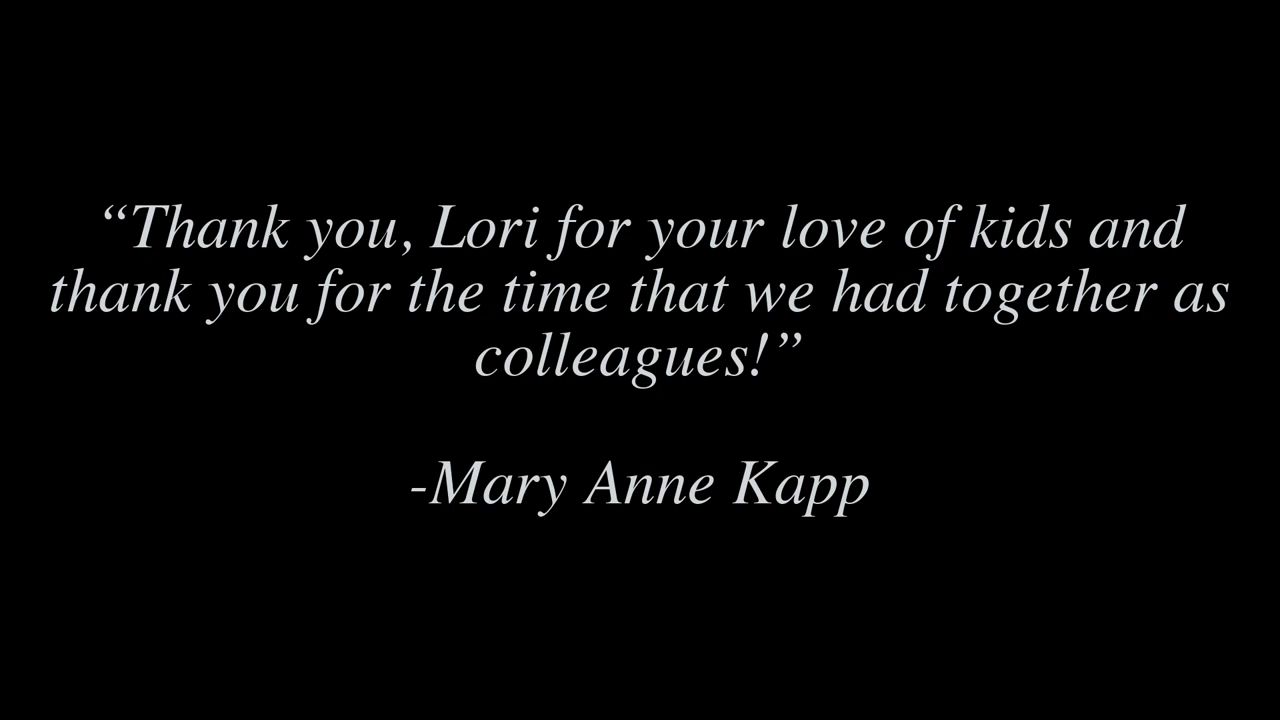 “Thank you, Lori for your love of kids and
thank you for the time that we had together as
colleagues!”
-Mary Anne Kapp